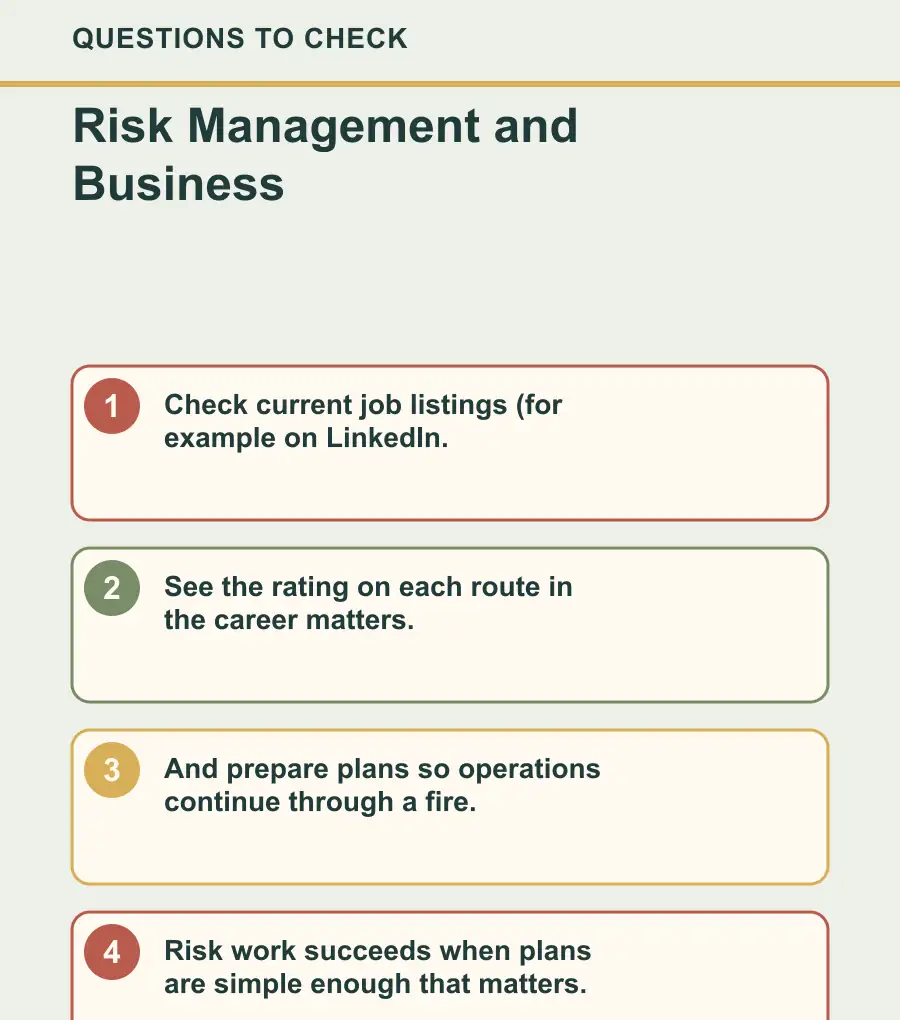 QUESTIONS TO CHECK
Risk Management and
Business
1
Check current job listings (for
example on LinkedIn.
2
See the rating on each route in
the career matters.
3
And prepare plans so operations
continue through a fire.
4
Risk work succeeds when plans
are simple enough that matters.